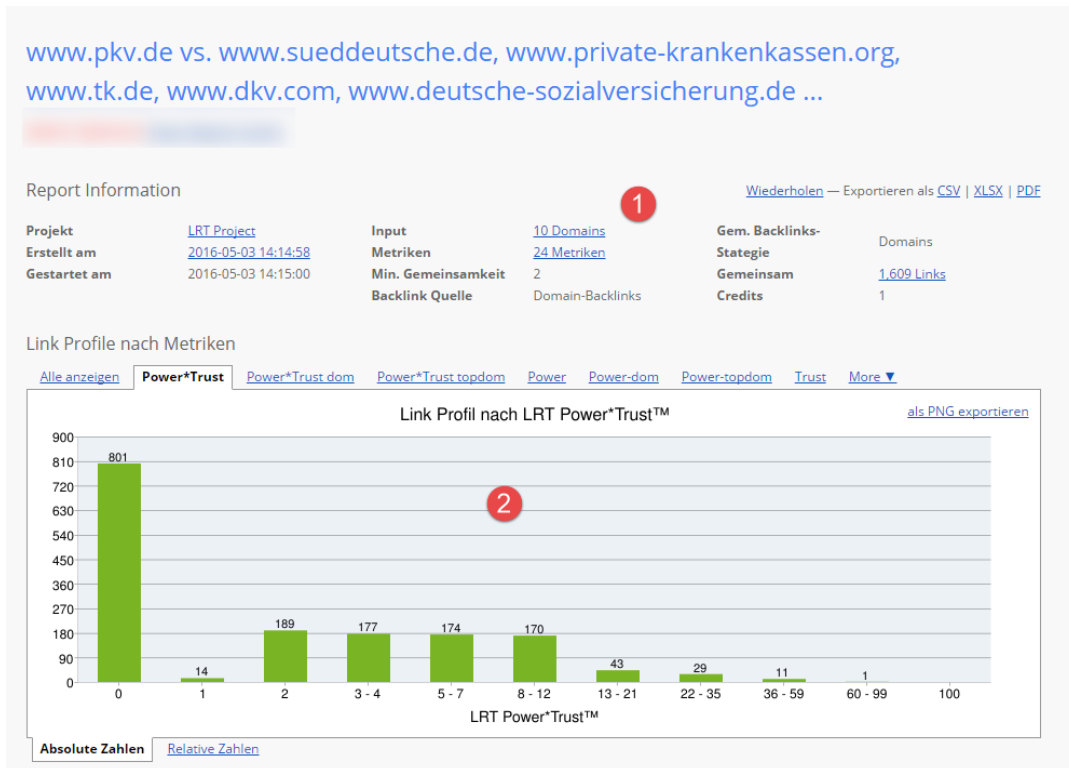 www.pkv.de vs. www.sueddeutsche.de, www.private-krankenkassen.org,
www.tk.de, www.dkv.com, www.deutsche-sozialversicherung.de ...
Report Information
Wiederholen — Exportieren als CSV | XLSX | PDF
1
Projekt LRT Project Input 10 Domains Gem. Backlinks-Stategie Domains
Erstellt am 2016-05-03 14:14:58 Metriken 24 Metriken
Gestartet am 2016-05-03 14:15:00 Min. Gemeinsamkeit 2 Gemeinsam 1,609 Links
Backlink Quelle Domain-Backlinks Credits 1
Link Profile nach Metriken
Alle anzeigen Power*Trust Power*Trust dom Power*Trust topdom Power Power-dom Power-topdom Trust More ▼
Link Profil nach LRT Power*Trust™
als PNG exportieren
900
810
720
630
540
450
360
270
180
90
0
801 14 189 177 174 170 43 29 11 1
2
0 1 2 3 - 4 5 - 7 8 - 12 13 - 21 22 - 35 36 - 59 60 - 99 100
LRT Power*Trust™
Absolute Zahlen Relative Zahlen